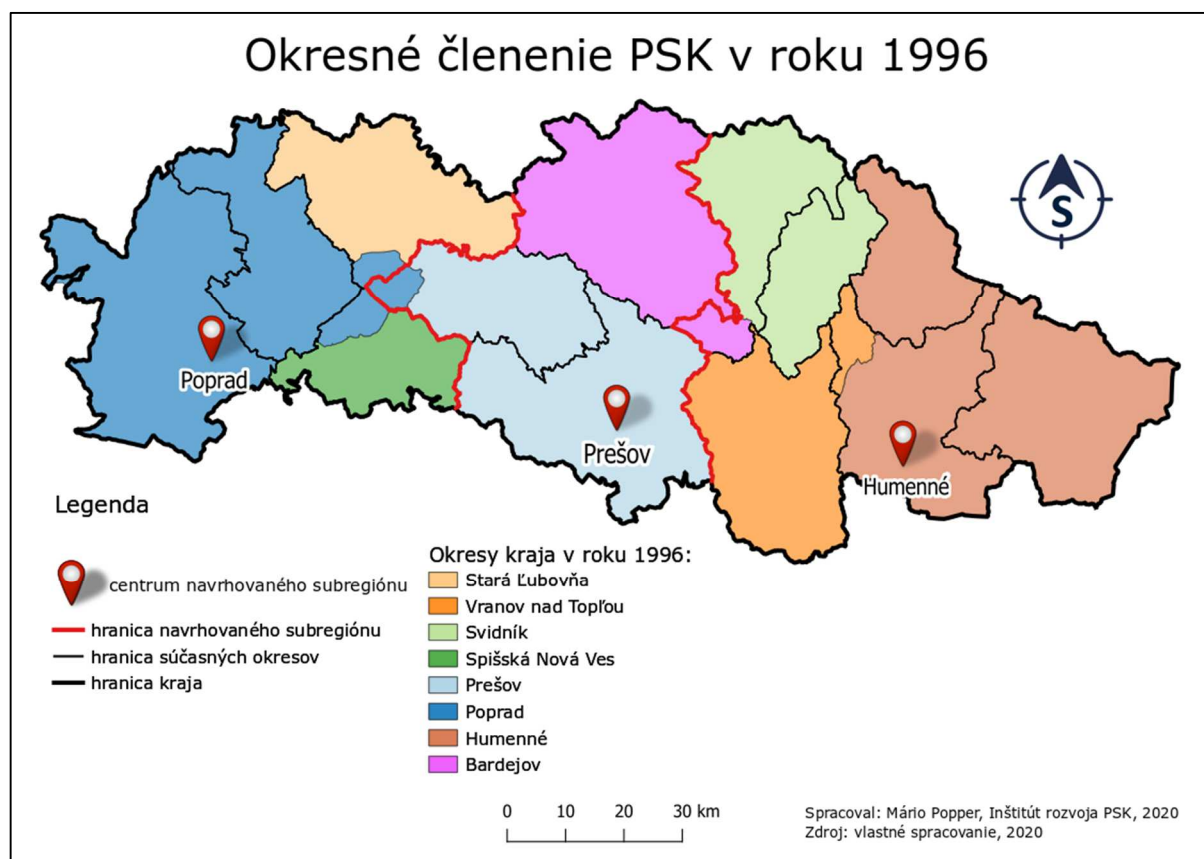 Okresné členenie PSK v roku 1996
S
Poprad
Prešov
Humenné
Legenda
centrum navrhovaného subregiónu
hranica navrhovaného subregiónu
hranica súčasných okresov
hranica kraja
Okresy kraja v roku 1996:
Stará Ľubovňa
Vranov nad Topľou
Svidník
Spišská Nová Ves
Prešov
Poprad
Humenné
Bardejov
0 10 20 30 km
Spracoval: Mário Popper, Inštitút rozvoja PSK, 2020
Zdroj: vlastné spracovanie, 2020